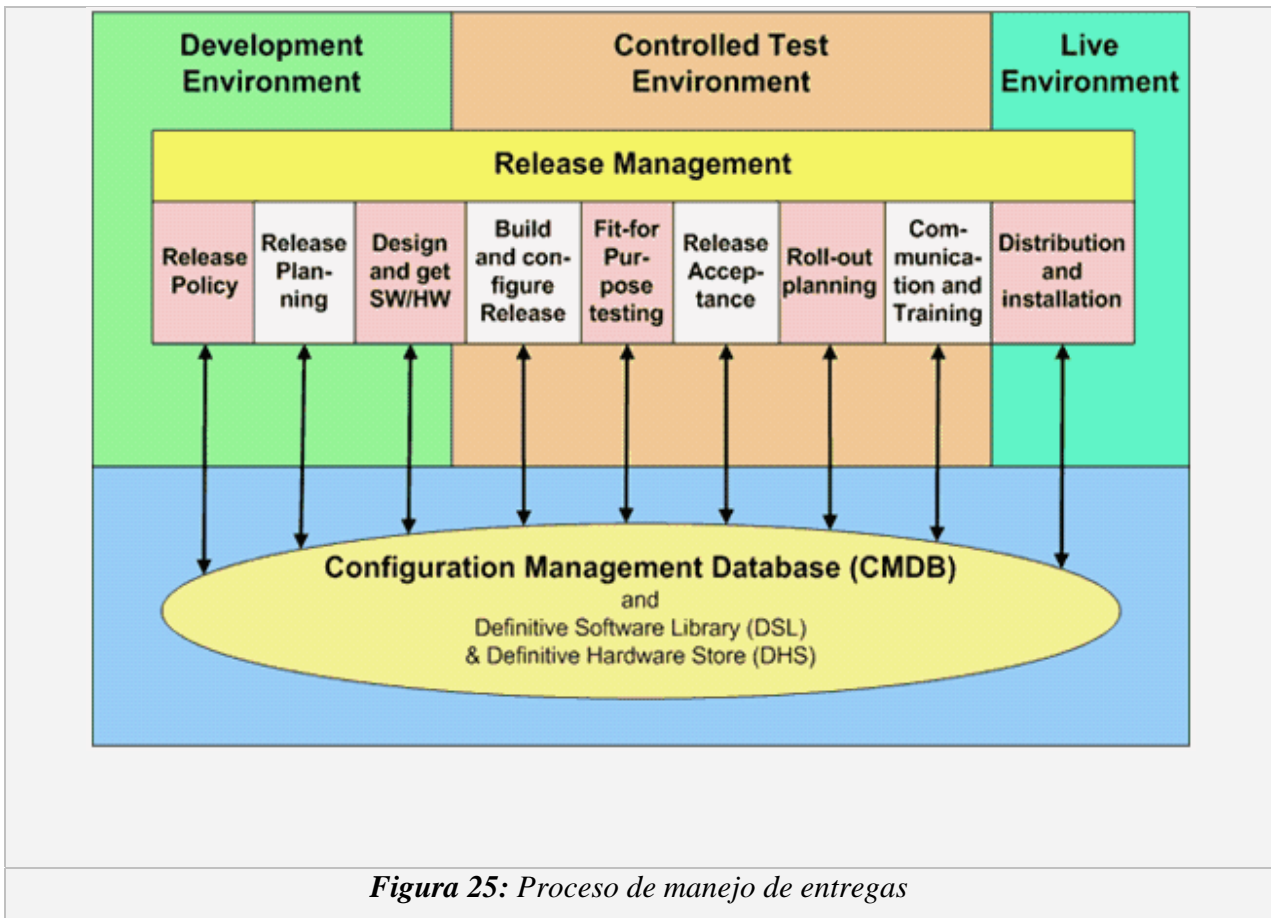 Development
Environment
Controlled Test
Environment
Live
Environment
Release Management
Release
Policy
Release
Plan-
ning
Design
and get
SW/HW
Build
and con-
figure
Release
Fit-for
Pur-
pose
testing
Release
Accep-
tance
Roll-out
planning
Com-
munica-
tion and
Training
Distribution
and
installation
Configuration Management Database (CMDB)
and
Definitive Software Library (DSL)
& Definitive Hardware Store (DHS)
Figura 25: Proceso de manejo de entregas